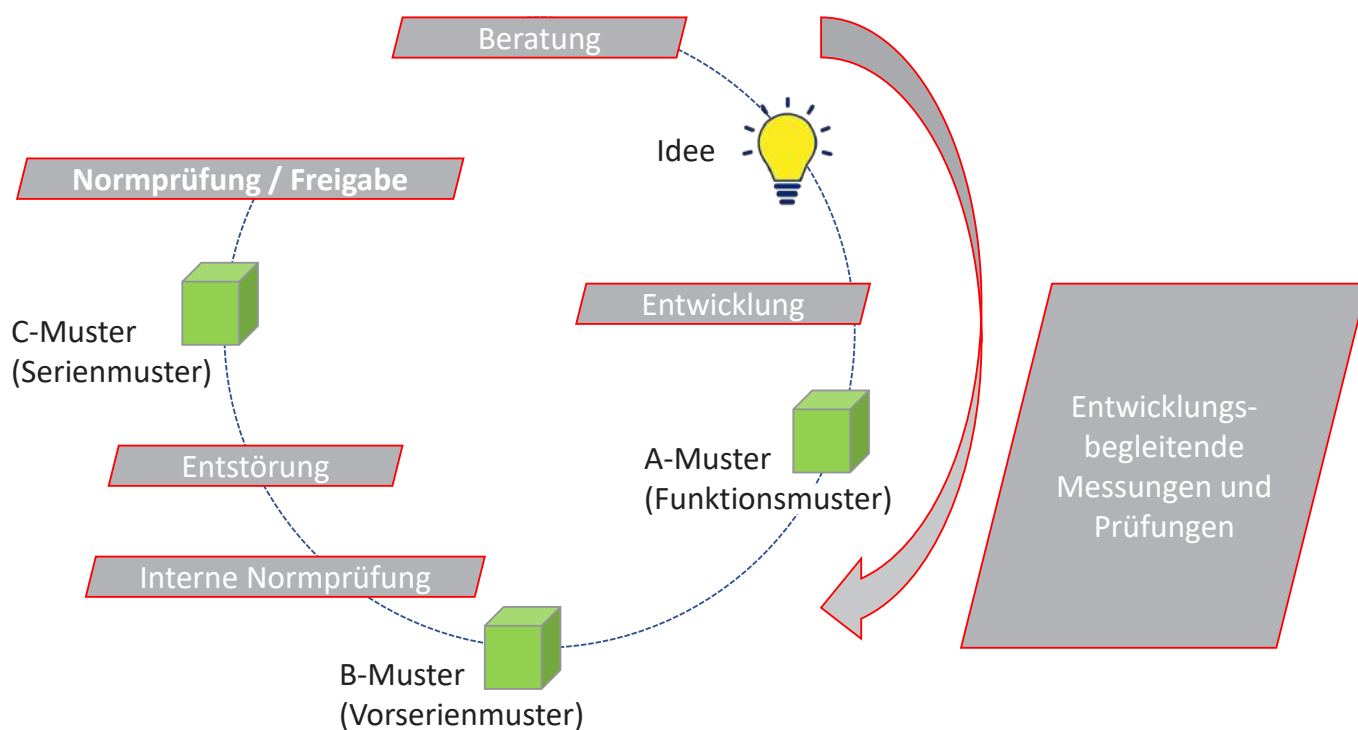 Beratung
Idee
Normprüfung / Freigabe
Entwicklung
C-Muster
(Serienmuster)
Entwicklungs-
begleitende
Messungen und
Prüfungen
A-Muster
(Funktionsmuster)
Entstörung
Interne Normprüfung
B-Muster
(Vorserienmuster)